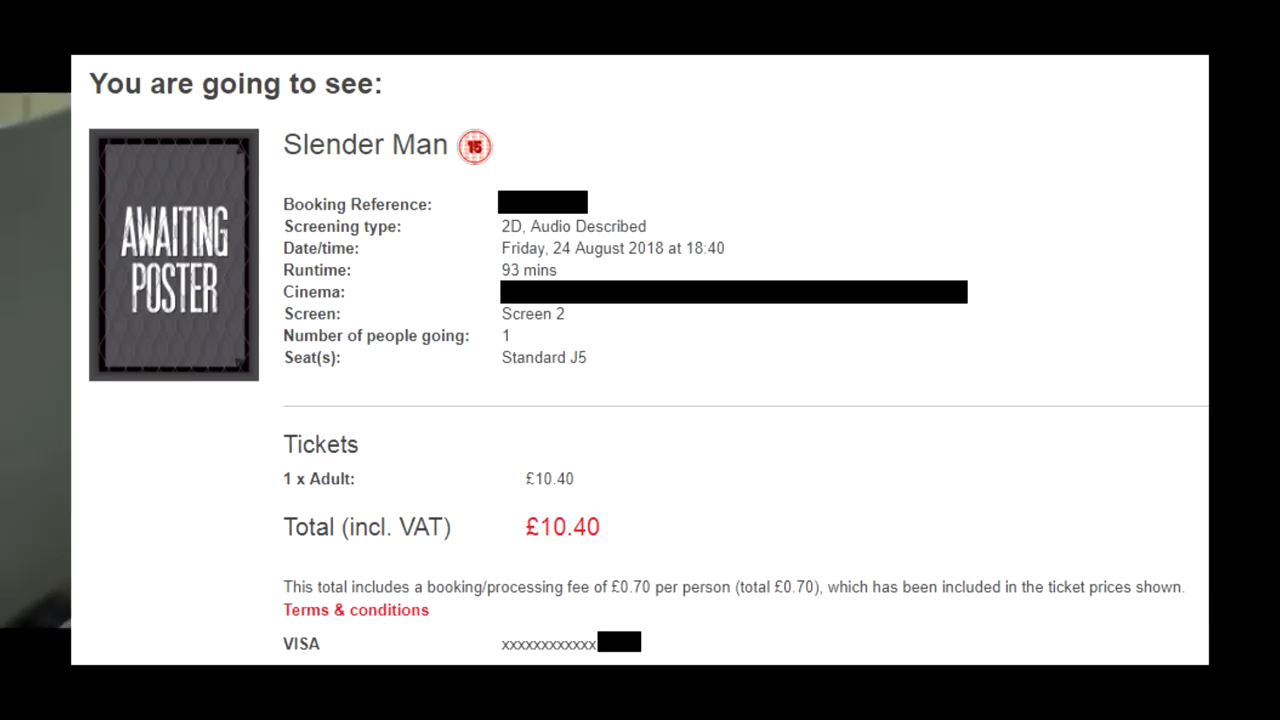 You are going to see:
AWAITING
POSTER
Slender Man 15
Booking Reference:
Screening type: 2D, Audio Described
Date/time: Friday, 24 August 2018 at 18:40
Runtime: 93 mins
Cinema:
Screen: Screen 2
Number of people going: 1
Seat(s): Standard J5
Tickets
1 x Adult: £10.40
Total (incl. VAT) £10.40
This total includes a booking/processing fee of £0.70 per person (total £0.70), which has been included in the ticket prices shown.
Terms & conditions
VISA xxxxxxxxxxxx